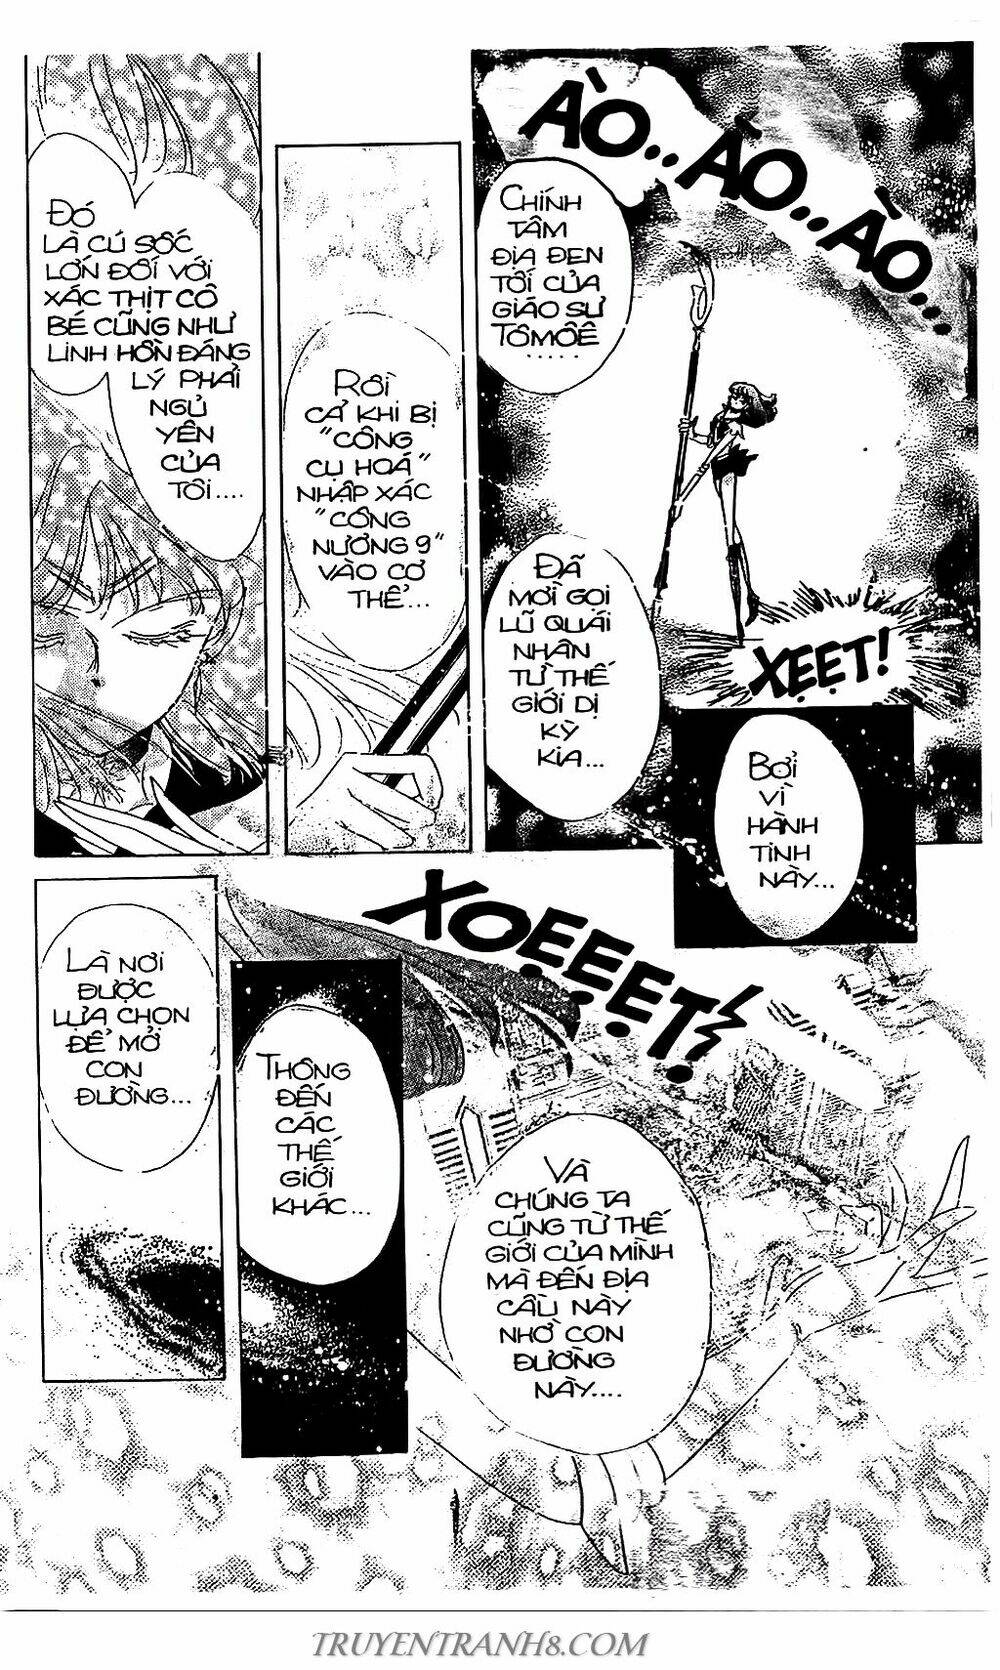 ĐÓ
LÀ CÚ SỐC
LỚN ĐỐI VỚI
XÁC THỊT CÔ
BÉ CŨNG NHƯ
LINH HỒN ĐÁNG
LÝ PHẢI
NGỦ
YÊN
CỦA
TÔI....
RỒI
CẢ KHI BỊ
"CÔNG
CỤ HOÁ"
NHẬP XÁC
"CÔNG
NƯƠNG 9"
VÀO CƠ
THỂ...
ÀO.. ÀO.. ÀO...
CHÍNH
TÂM
ĐỊA ĐEN
TỐI CỦA
GIÁO SƯ
TÔMÔÊ
.....
ĐÃ
MỜI GỌI
LŨ QUÁI
NHÂN
TỪ THẾ
GIỚI DỊ
KỲ
KIA...
XẸẸT!
BỞI
VÌ
HÀNH
TINH
NÀY...
LÀ NƠI
ĐƯỢC
LỰA CHỌN
ĐỂ MỞ
CON
ĐƯỜNG...
THÔNG
ĐẾN
CÁC
THẾ
GIỚI
KHÁC...
XOẸẸẸT!
VÀ
CHÚNG TA
CŨNG TỪ THẾ
GIỚI CỦA MÌNH
MÀ ĐẾN ĐỊA
CẦU NÀY
NHỜ CON
ĐƯỜNG
NÀY....
TRUYENTRANH8.COM